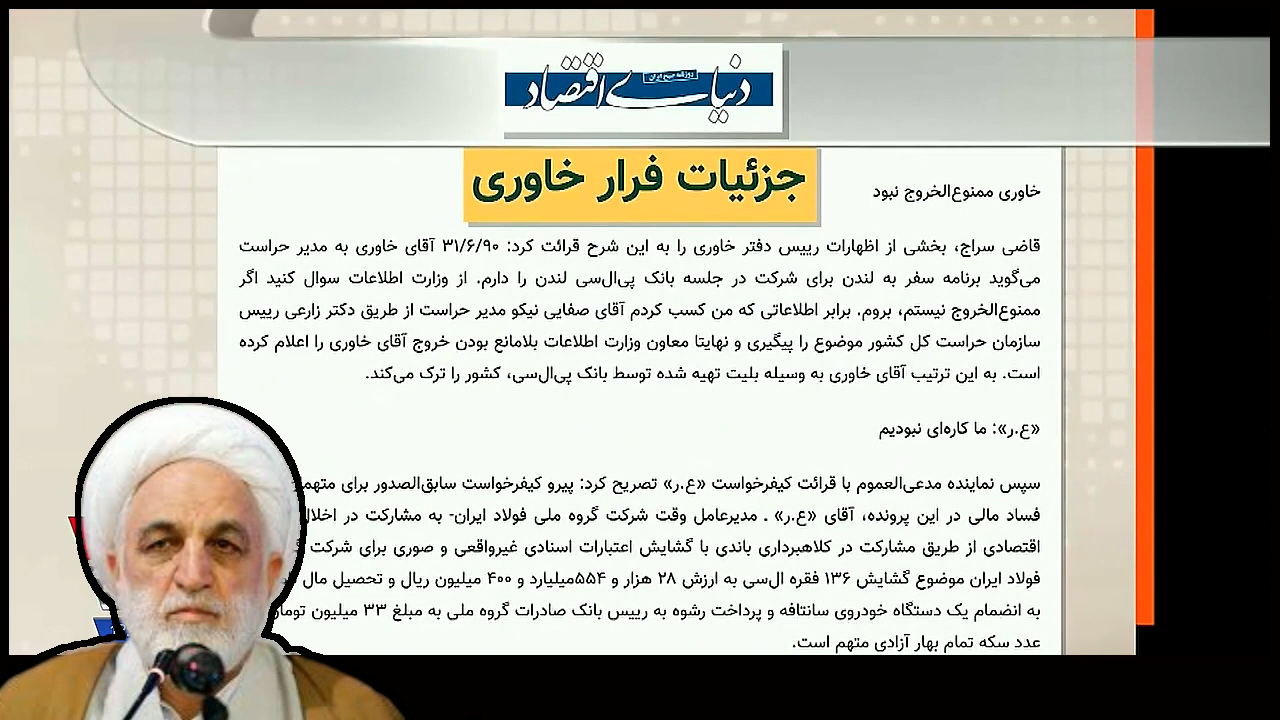 دنیای اقتصاد
روزنامه صبح ایران
جزئیات فرار خاوری
خاوری ممنوع‌الخروج نبود
قاضی سراج، بخشی از اظهارات رییس دفتر خاوری را به این شرح قرائت کرد: ۳۱/۶/۹۰ آقای خاوری به مدیر حراست
می‌گوید برنامه سفر به لندن برای شرکت در جلسه بانک پی‌ال‌سی لندن را دارم. از وزارت اطلاعات سوال کنید اگر
ممنوع‌الخروج نیستم، بروم. برابر اطلاعاتی که من کسب کردم آقای صفایی نیکو مدیر حراست از طریق دکتر زارعی رییس
سازمان حراست کل کشور موضوع را پیگیری و نهایتا معاون وزارت اطلاعات بلامانع بودن خروج آقای خاوری را اعلام کرده
است. به این ترتیب آقای خاوری به وسیله بلیت تهیه شده توسط بانک پی‌ال‌سی، کشور را ترک می‌کند.
«ع.ر»: ما کاره‌ای نبودیم
سپس نماینده مدعی‌العموم با قرائت کیفرخواست «ع.ر» تصریح کرد: پیرو کیفرخواست سابق‌الصدور برای متهم
فساد مالی در این پرونده، آقای «ع.ر» . مدیرعامل وقت شرکت گروه ملی فولاد ایران- به مشارکت در اخلال
اقتصادی از طریق مشارکت در کلاهبرداری باندی با گشایش اعتبارات اسنادی غیرواقعی و صوری برای شرکت
فولاد ایران موضوع گشایش ۱۳۶ فقره ال‌سی به ارزش ۲۸ هزار و ۵۵۴میلیارد و ۴۰۰ میلیون ریال و تحصیل مال
به انضمام یک دستگاه خودروی سانتافه و پرداخت رشوه به رییس بانک صادرات گروه ملی به مبلغ ۳۳ میلیون تومان
عدد سکه تمام بهار آزادی متهم است.